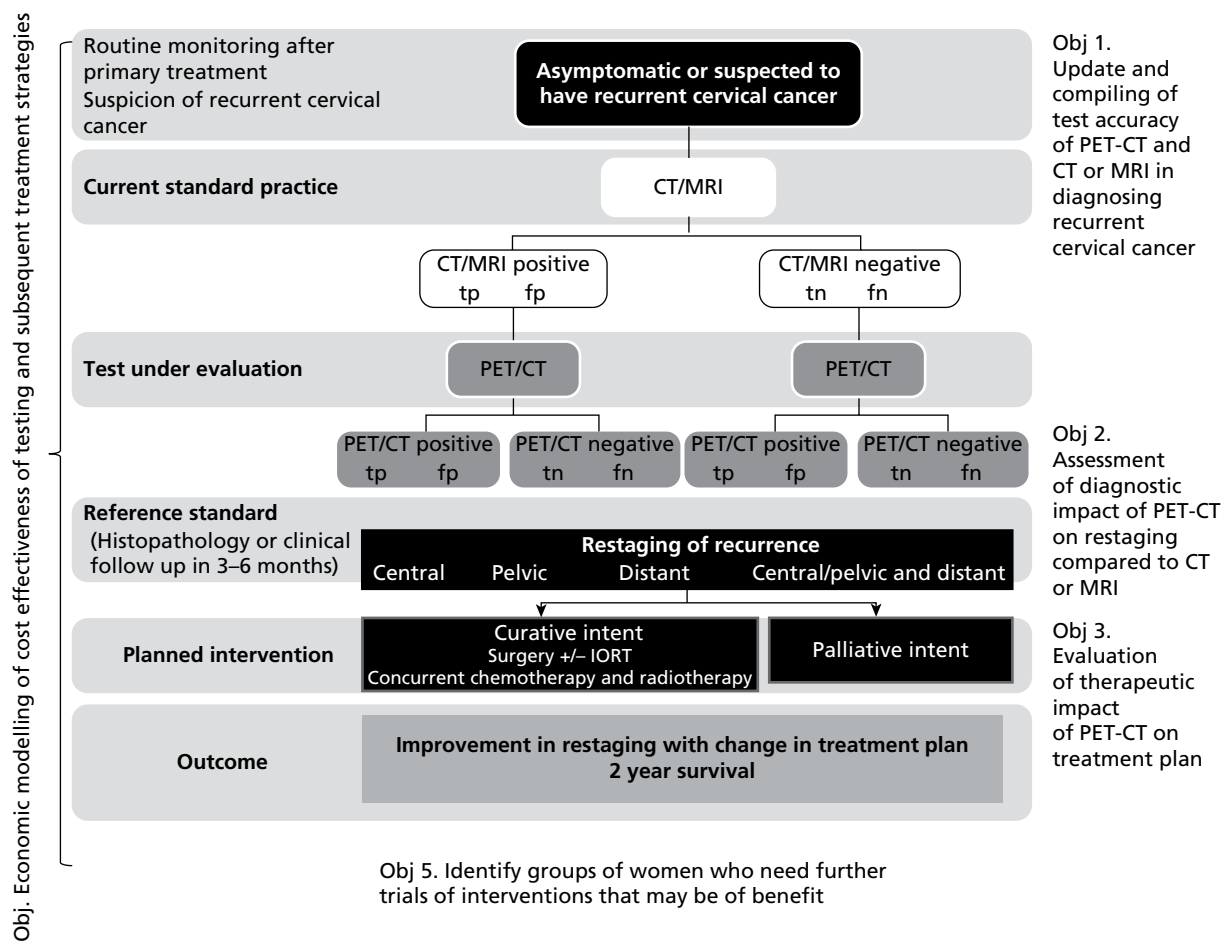 Obj. Economic modelling of cost effectiveness of testing and subsequent treatment strategies
Routine monitoring after
primary treatment
Suspicion of recurrent cervical
cancer
Asymptomatic or suspected to
have recurrent cervical cancer
Obj 1.
Update and
compiling of
test accuracy
of PET-CT and
CT or MRI in
diagnosing
recurrent
cervical cancer
Current standard practice
CT/MRI
CT/MRI positive
tp fp
CT/MRI negative
tn fn
Test under evaluation
PET/CT
PET/CT
PET/CT positive
tp fp
PET/CT negative
tn fn
PET/CT positive
tp fp
PET/CT negative
tn fn
Obj 2.
Assessment
of diagnostic
impact of PET-CT
on restaging
compared to CT
or MRI
Reference standard
(Histopathology or clinical
follow up in 3–6 months)
Restaging of recurrence
Central Pelvic Distant Central/pelvic and distant
Planned intervention
Curative intent
Surgery +/– IORT
Concurrent chemotherapy and radiotherapy
Palliative intent
Obj 3.
Evaluation
of therapeutic
impact
of PET-CT on
treatment plan
Outcome
Improvement in restaging with change in treatment plan
2 year survival
Obj 5. Identify groups of women who need further
trials of interventions that may be of benefit